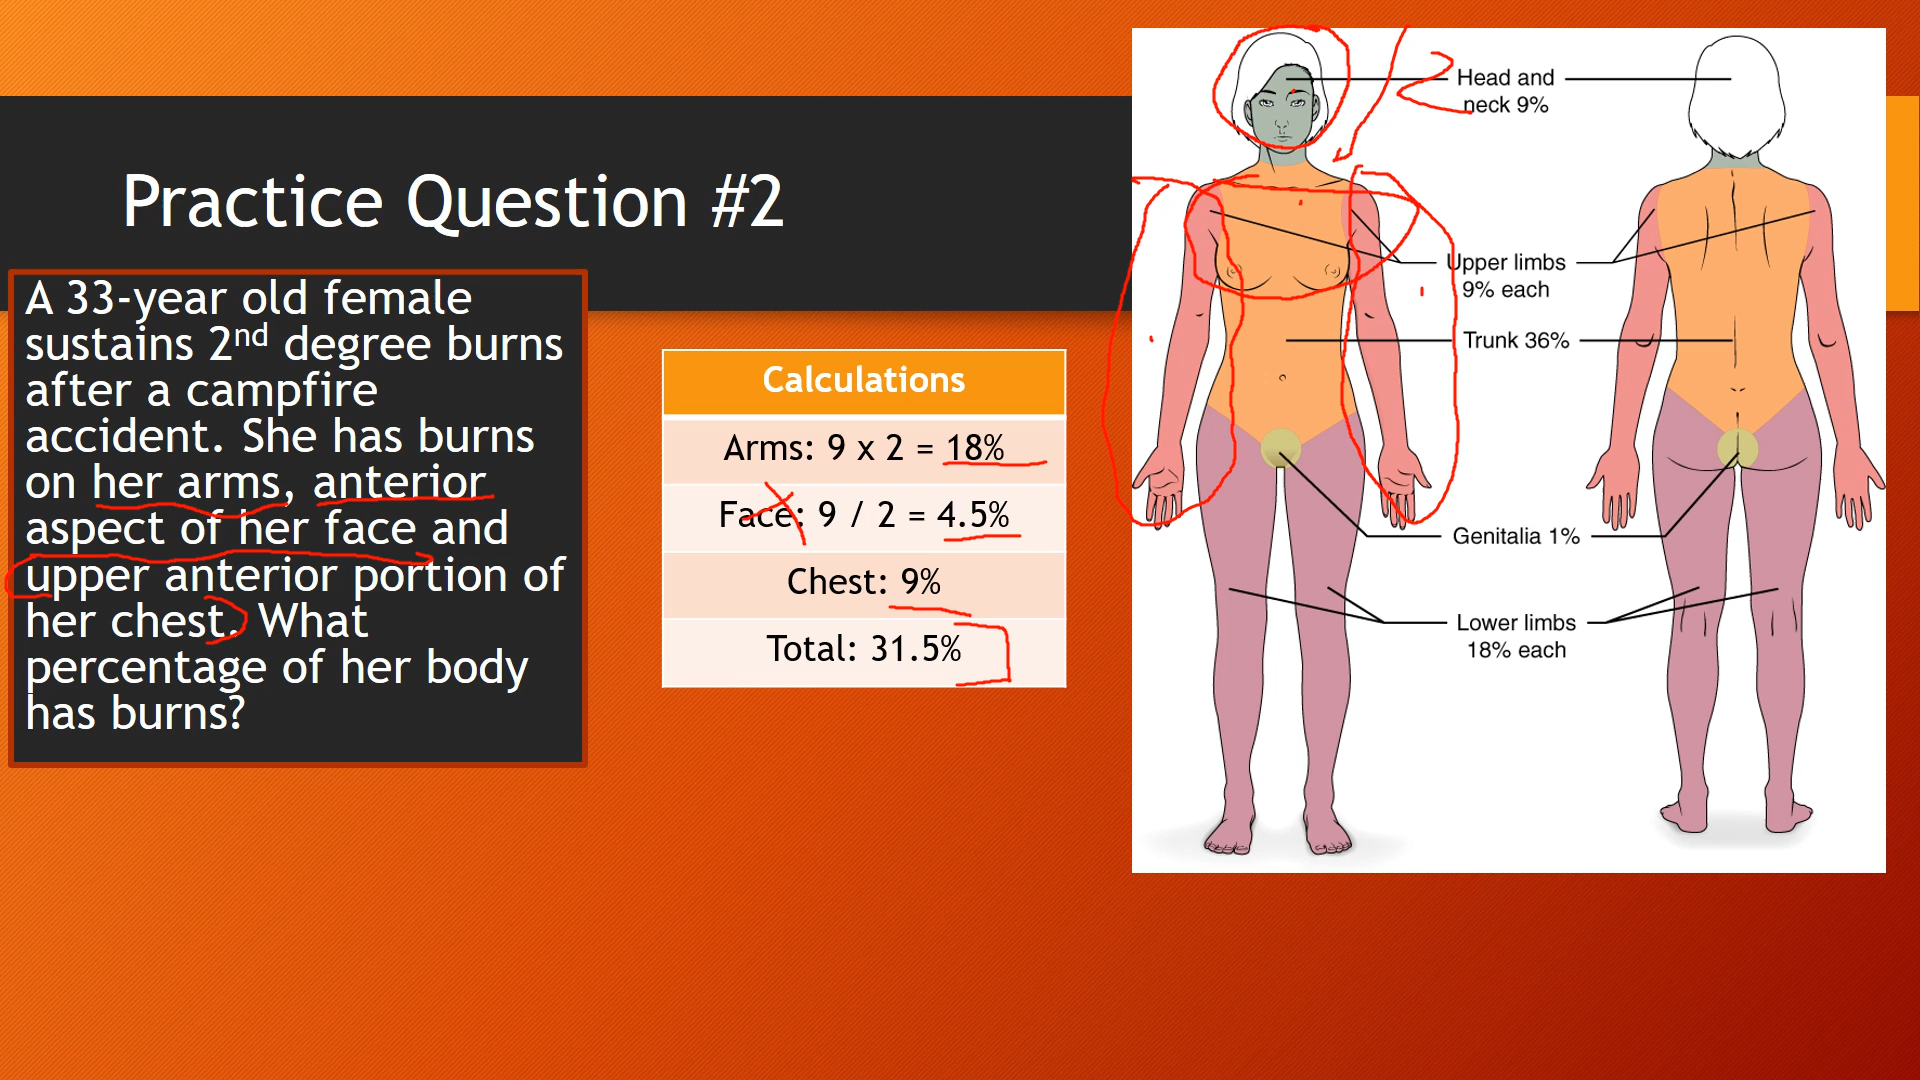 Practice Question #2
A 33-year old female
sustains 2nd degree burns
after a campfire
accident. She has burns
on her arms, anterior
aspect of her face and
upper anterior portion of
her chest. What
percentage of her body
has burns?
Calculations
Arms: 9 x 2 = 18%
Face: 9 / 2 = 4.5%
Chest: 9%
Total: 31.5%
Head and
neck 9%
Upper limbs
9% each
Trunk 36%
Genitalia 1%
Lower limbs
18% each